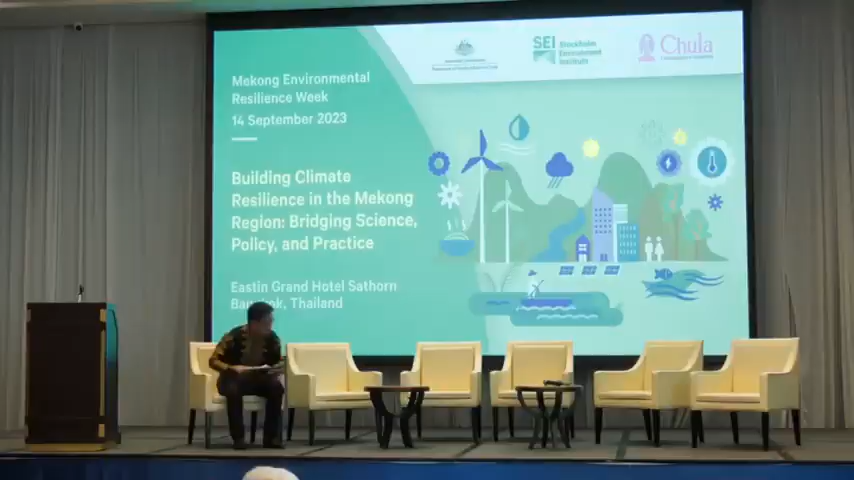 Mekong Environmental
Resilience Week
14 September 2023
Building Climate
Resilience in the Mekong
Region: Bridging Science,
Policy, and Practice
Eastin Grand Hotel Sathorn
Bangkok, Thailand
SEI Stockholm
Environment
Institute
Chula